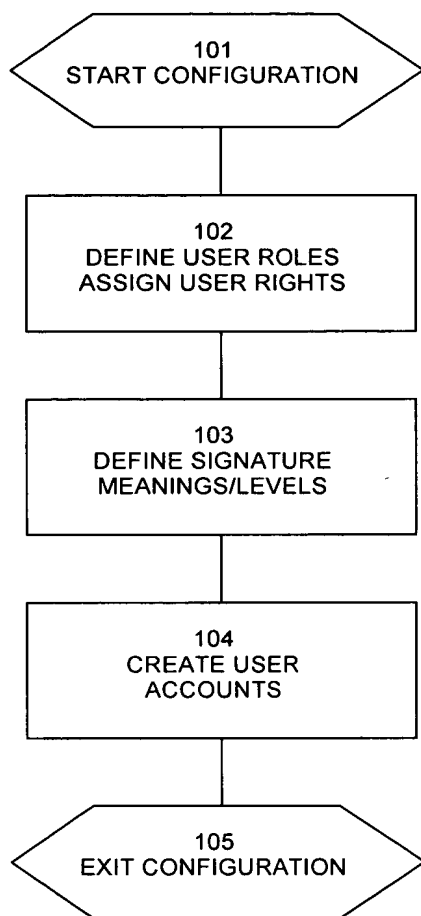 101
START CONFIGURATION
102
DEFINE USER ROLES
ASSIGN USER RIGHTS
103
DEFINE SIGNATURE
MEANINGS/LEVELS
104
CREATE USER
ACCOUNTS
105
EXIT CONFIGURATION